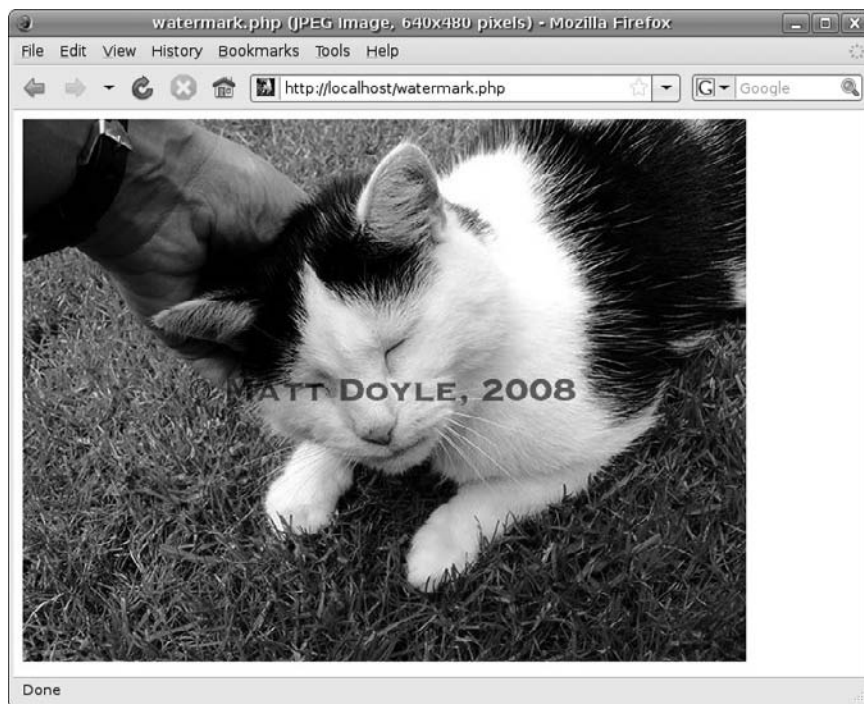 watermark.php (JPEG Image, 640x480 pixels) - Mozilla Firefox
File Edit View History Bookmarks Tools Help
http://localhost/watermark.php
G Google
© MATT DOYLE, 2008
Done